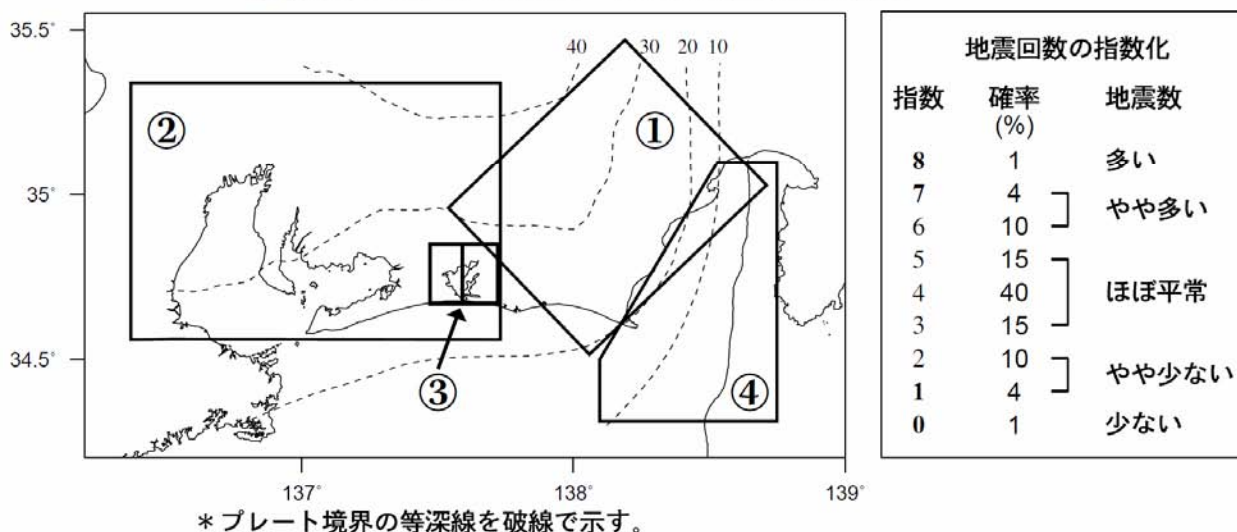 35.5°
35°
34.5°
137°
138°
139°
40
30
20
10
①
②
③
④
＊プレート境界の等深線を破線で示す。
地震回数の指数化
指数 確率 地震数
(%)
8 1 多い
7 4 やや多い
6 10
5 15
4 40 ほぼ平常
3 15
2 10 やや少ない
1 4
0 1 少ない